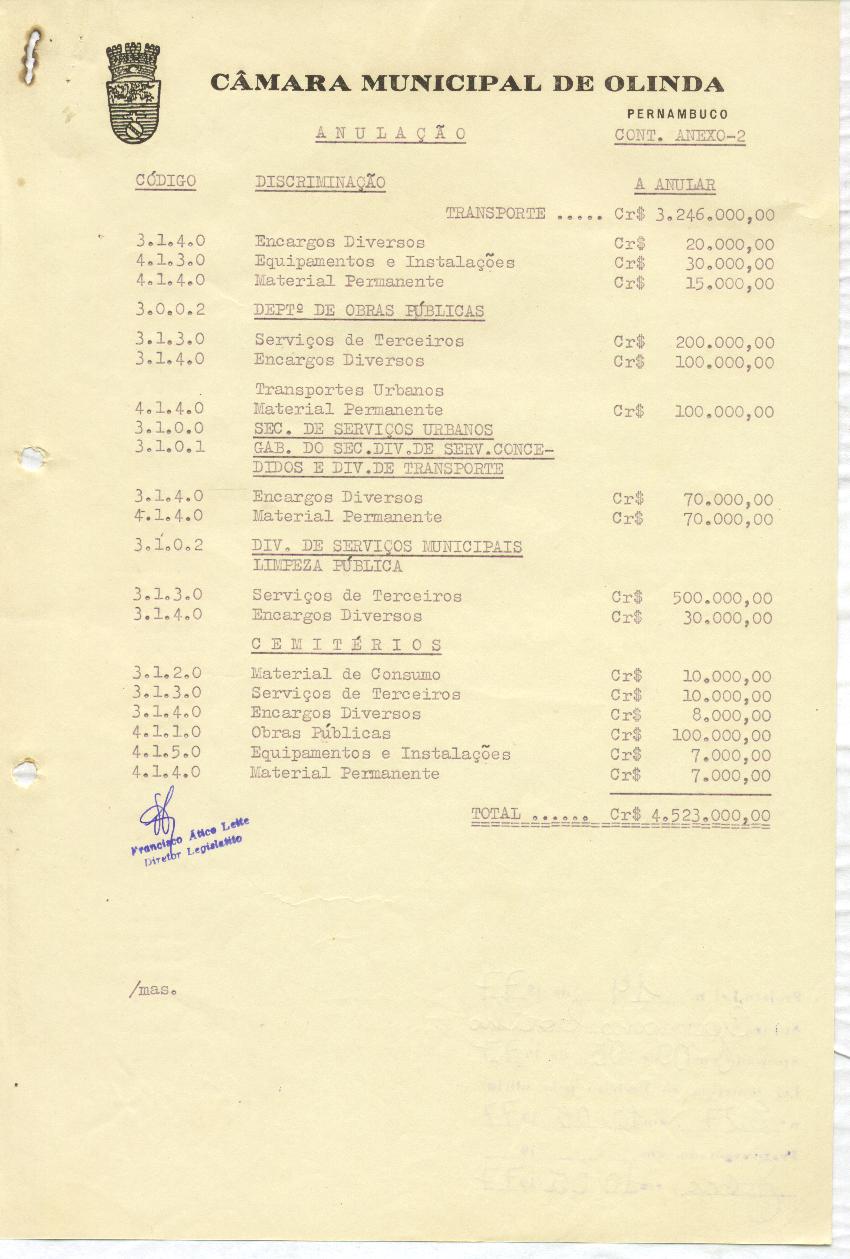 CÂMARA MUNICIPAL DE OLINDA
PERNAMBUCO
A N U L A Ç Ã O CONT. ANEXO-2
CÓDIGO DISCRIMINAÇÃO A ANULAR
TRANSPORTE ..... Cr$ 3.246.000,00
3.1.4.0 Encargos Diversos Cr$ 20.000,00
4.1.3.0 Equipamentos e Instalações Cr$ 30.000,00
4.1.4.0 Material Permanente Cr$ 15.000,00
3.0.0.2 DEPTº DE OBRAS PÚBLICAS
3.1.3.0 Serviços de Terceiros Cr$ 200.000,00
3.1.4.0 Encargos Diversos Cr$ 100.000,00
Transportes Urbanos
4.1.4.0 Material Permanente Cr$ 100.000,00
3.1.0.0 SEC. DE SERVIÇOS URBANOS
3.1.0.1 GAB. DO SEC.DIV.DE SERV.CONCE-
DIDOS E DIV.DE TRANSPORTE
3.1.4.0 Encargos Diversos Cr$ 70.000,00
4.1.4.0 Material Permanente Cr$ 70.000,00
3.1.0.2 DIV. DE SERVIÇOS MUNICIPAIS
LIMPEZA PÚBLICA
3.1.3.0 Serviços de Terceiros Cr$ 500.000,00
3.1.4.0 Encargos Diversos Cr$ 30.000,00
C E M I T É R I O S
3.1.2.0 Material de Consumo Cr$ 10.000,00
3.1.3.0 Serviços de Terceiros Cr$ 10.000,00
3.1.4.0 Encargos Diversos Cr$ 8.000,00
4.1.1.0 Obras Públicas Cr$ 100.000,00
4.1.5.0 Equipamentos e Instalações Cr$ 7.000,00
4.1.4.0 Material Permanente Cr$ 7.000,00
TOTAL ...... Cr$ 4.523.000,00
Francisco Ático Leite
Diretor Legislativo
/mas.